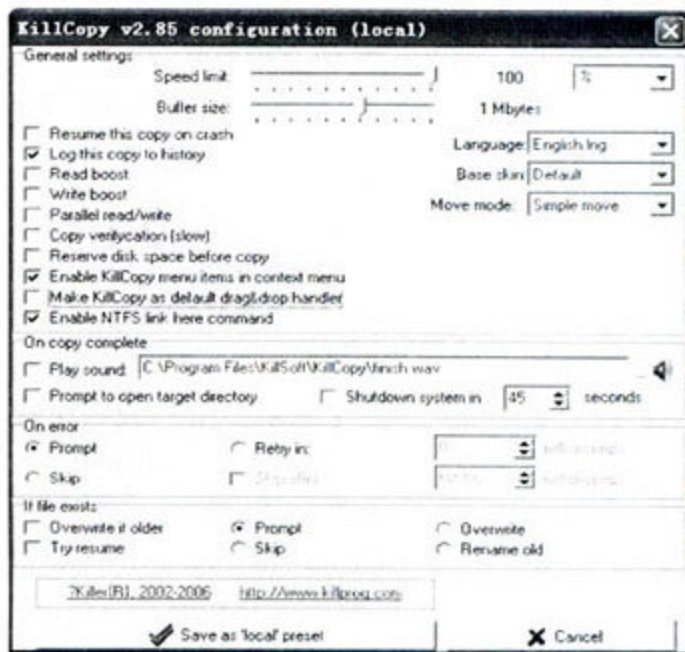 KillCopy v2.85 configuration (local)
General settings
Speed limit: 100 %
Buffer size: 1 Mbytes
Resume this copy on crash
Log this copy to history
Language: English.lng
Read boost
Base skin: Default
Write boost
Move mode: Simple move
Parallel read/write
Copy verifycation (slow)
Reserve disk space before copy
Enable KillCopy menu items in context menu
Make KillCopy as default drag&drop handler
Enable NTFS link here command
On copy complete
Play sound: C:\Program Files\KillSoft\KillCopy\finish.wav
Prompt to open target directory Shutdown system in 45 seconds
On error
Prompt Retry in:
Skip
If file exists
Overwrite if older Prompt Overwrite
Try resume Skip Rename old
?Killer{R}, 2002-2006 http://www.killprog.com
Save as 'local' preset Cancel